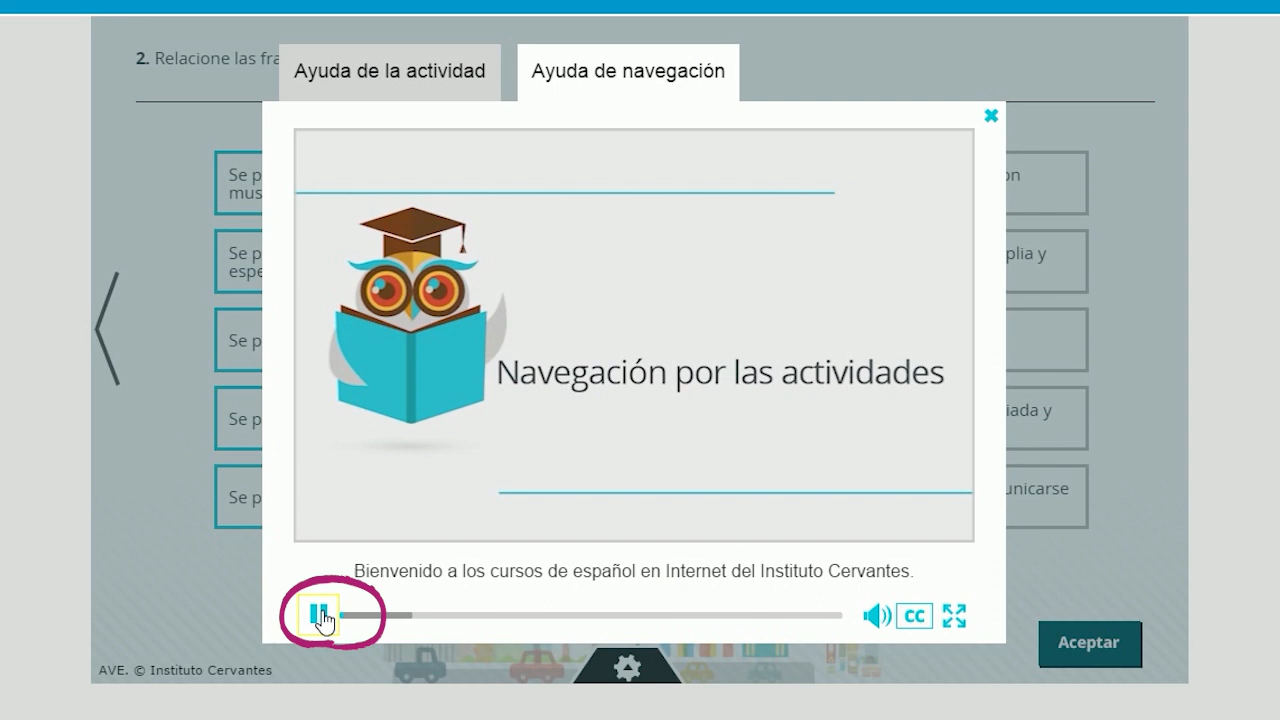 2. Relacione las fra
Ayuda de la actividad
Ayuda de navegación
Se p
mus
on
Se p
espe
plia y
Navegación por las actividades
Se p
Se p
iada y
Se p
unicarse
Bienvenido a los cursos de español en Internet del Instituto Cervantes.
CC
Aceptar
AVE. © Instituto Cervantes